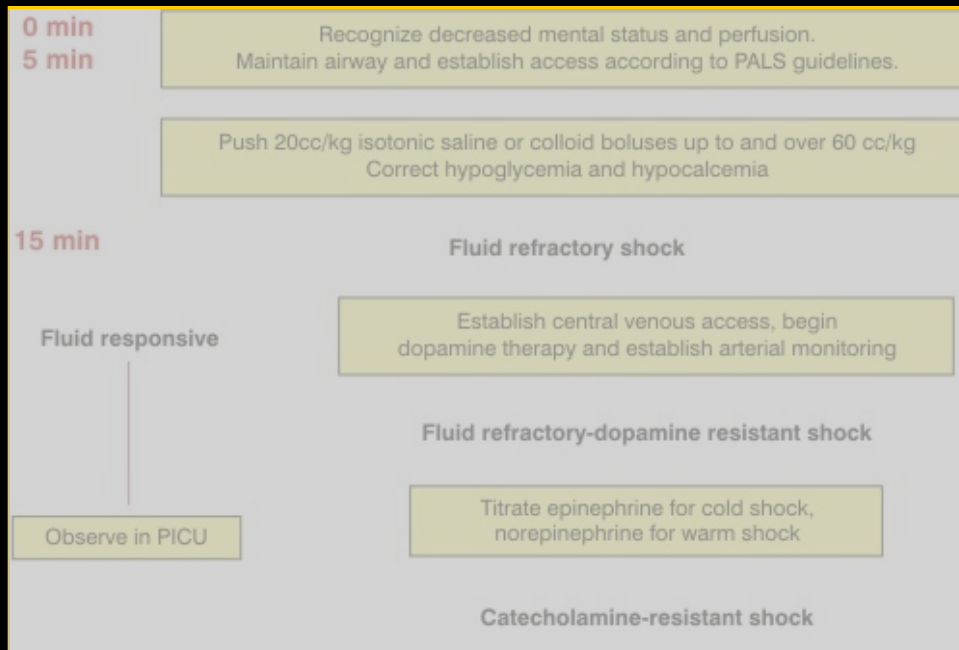 0 min
5 min
Recognize decreased mental status and perfusion.
Maintain airway and establish access according to PALS guidelines.
Push 20cc/kg isotonic saline or colloid boluses up to and over 60 cc/kg
Correct hypoglycemia and hypocalcemia
15 min
Fluid refractory shock
Fluid responsive
Establish central venous access, begin
dopamine therapy and establish arterial monitoring
Fluid refractory-dopamine resistant shock
Observe in PICU
Titrate epinephrine for cold shock,
norepinephrine for warm shock
Catecholamine-resistant shock